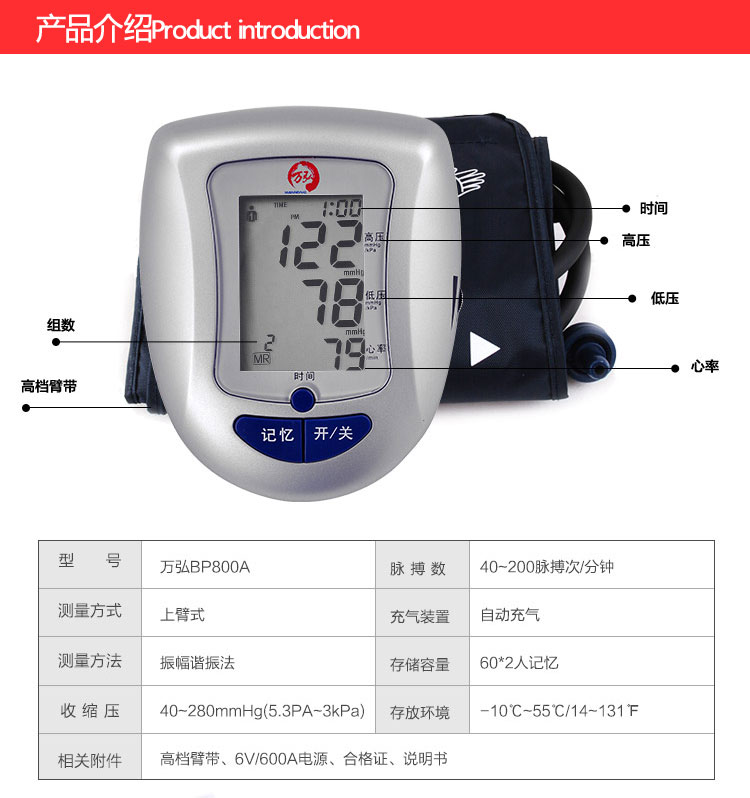 产品介绍Product introduction
万弘
TIME 1:00
PM
122 高压
mmHg
/kPa
78 低压
mmHg
/kPa
mmHg
2 79 心率
MR /min
时间
记忆 开/关
时间
高压
低压
心率
组数
高档臂带
型 号 万弘BP800A 脉搏数 40~200脉搏次/分钟
测量方式 上臂式 充气装置 自动充气
测量方法 振幅谐振法 存储容量 60*2人记忆
收缩压 40~280mmHg(5.3PA~3kPa) 存放环境 -10℃~55℃/14~131℉
相关附件 高档臂带、6V/600A电源、合格证、说明书